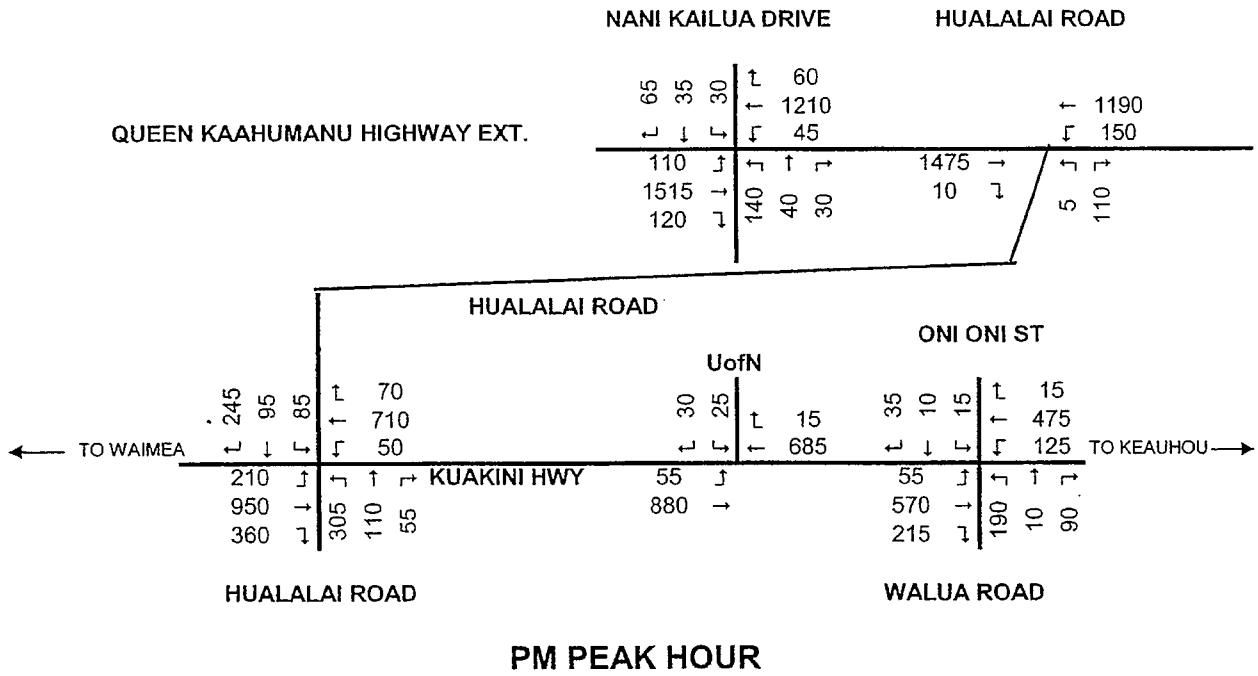 NANI KAILUA DRIVE HUALALAI ROAD
65 35 30 ↰ 60
← 1210 ← 1190
QUEEN KAAHUMANU HIGHWAY EXT. 45 150
110 1475 →
1515 → 140 40 30 10 5 110
120
HUALALAI ROAD
ONI ONI ST
UofN
245 95 85 70 30 25 15 35 10 15 15
← 710 ← 475
← TO WAIMEA 50 ← 685 125 TO KEAUHOU →
210 KUAKINI HWY 55 55
950 → 305 110 55 880 → 570 → 190 10 90
360 215
HUALALAI ROAD WALUA ROAD
PM PEAK HOUR